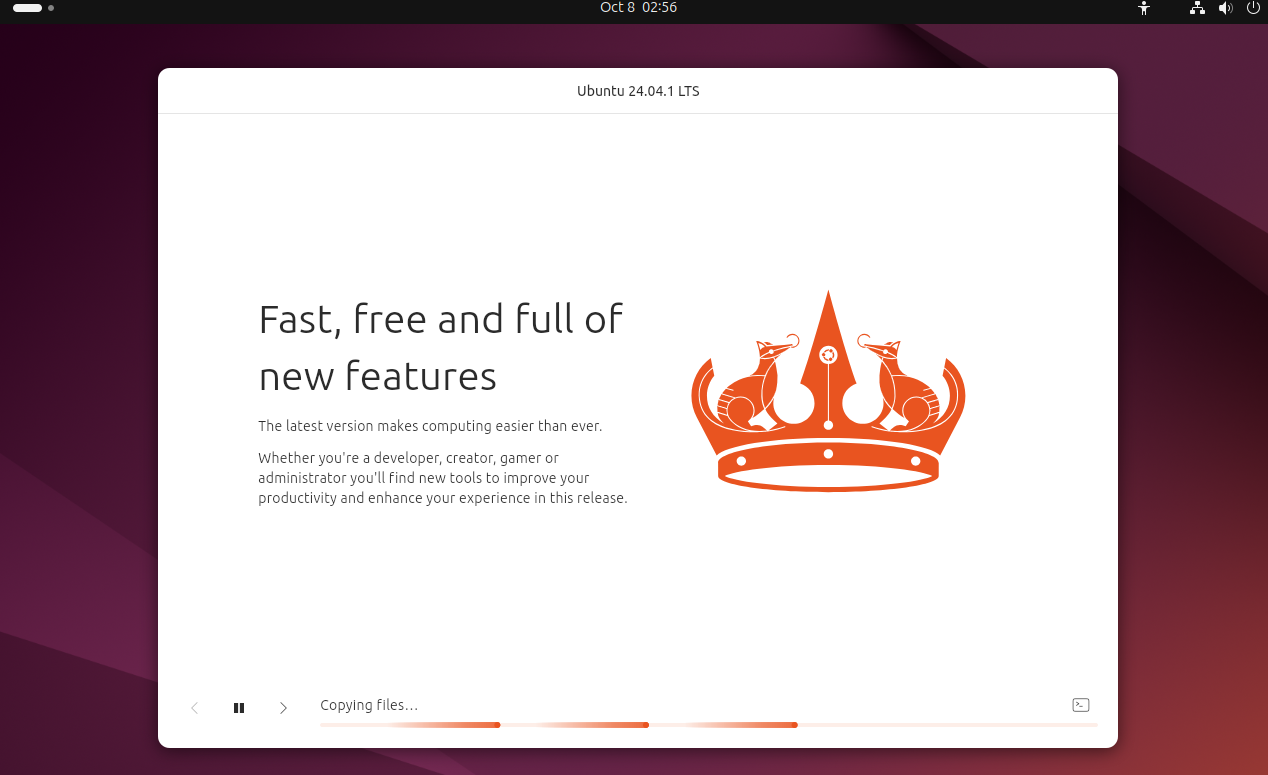 Oct 8 02:56
Ubuntu 24.04.1 LTS
Fast, free and full of
new features
The latest version makes computing easier than ever.
Whether you're a developer, creator, gamer or
administrator you'll find new tools to improve your
productivity and enhance your experience in this release.
Copying files...